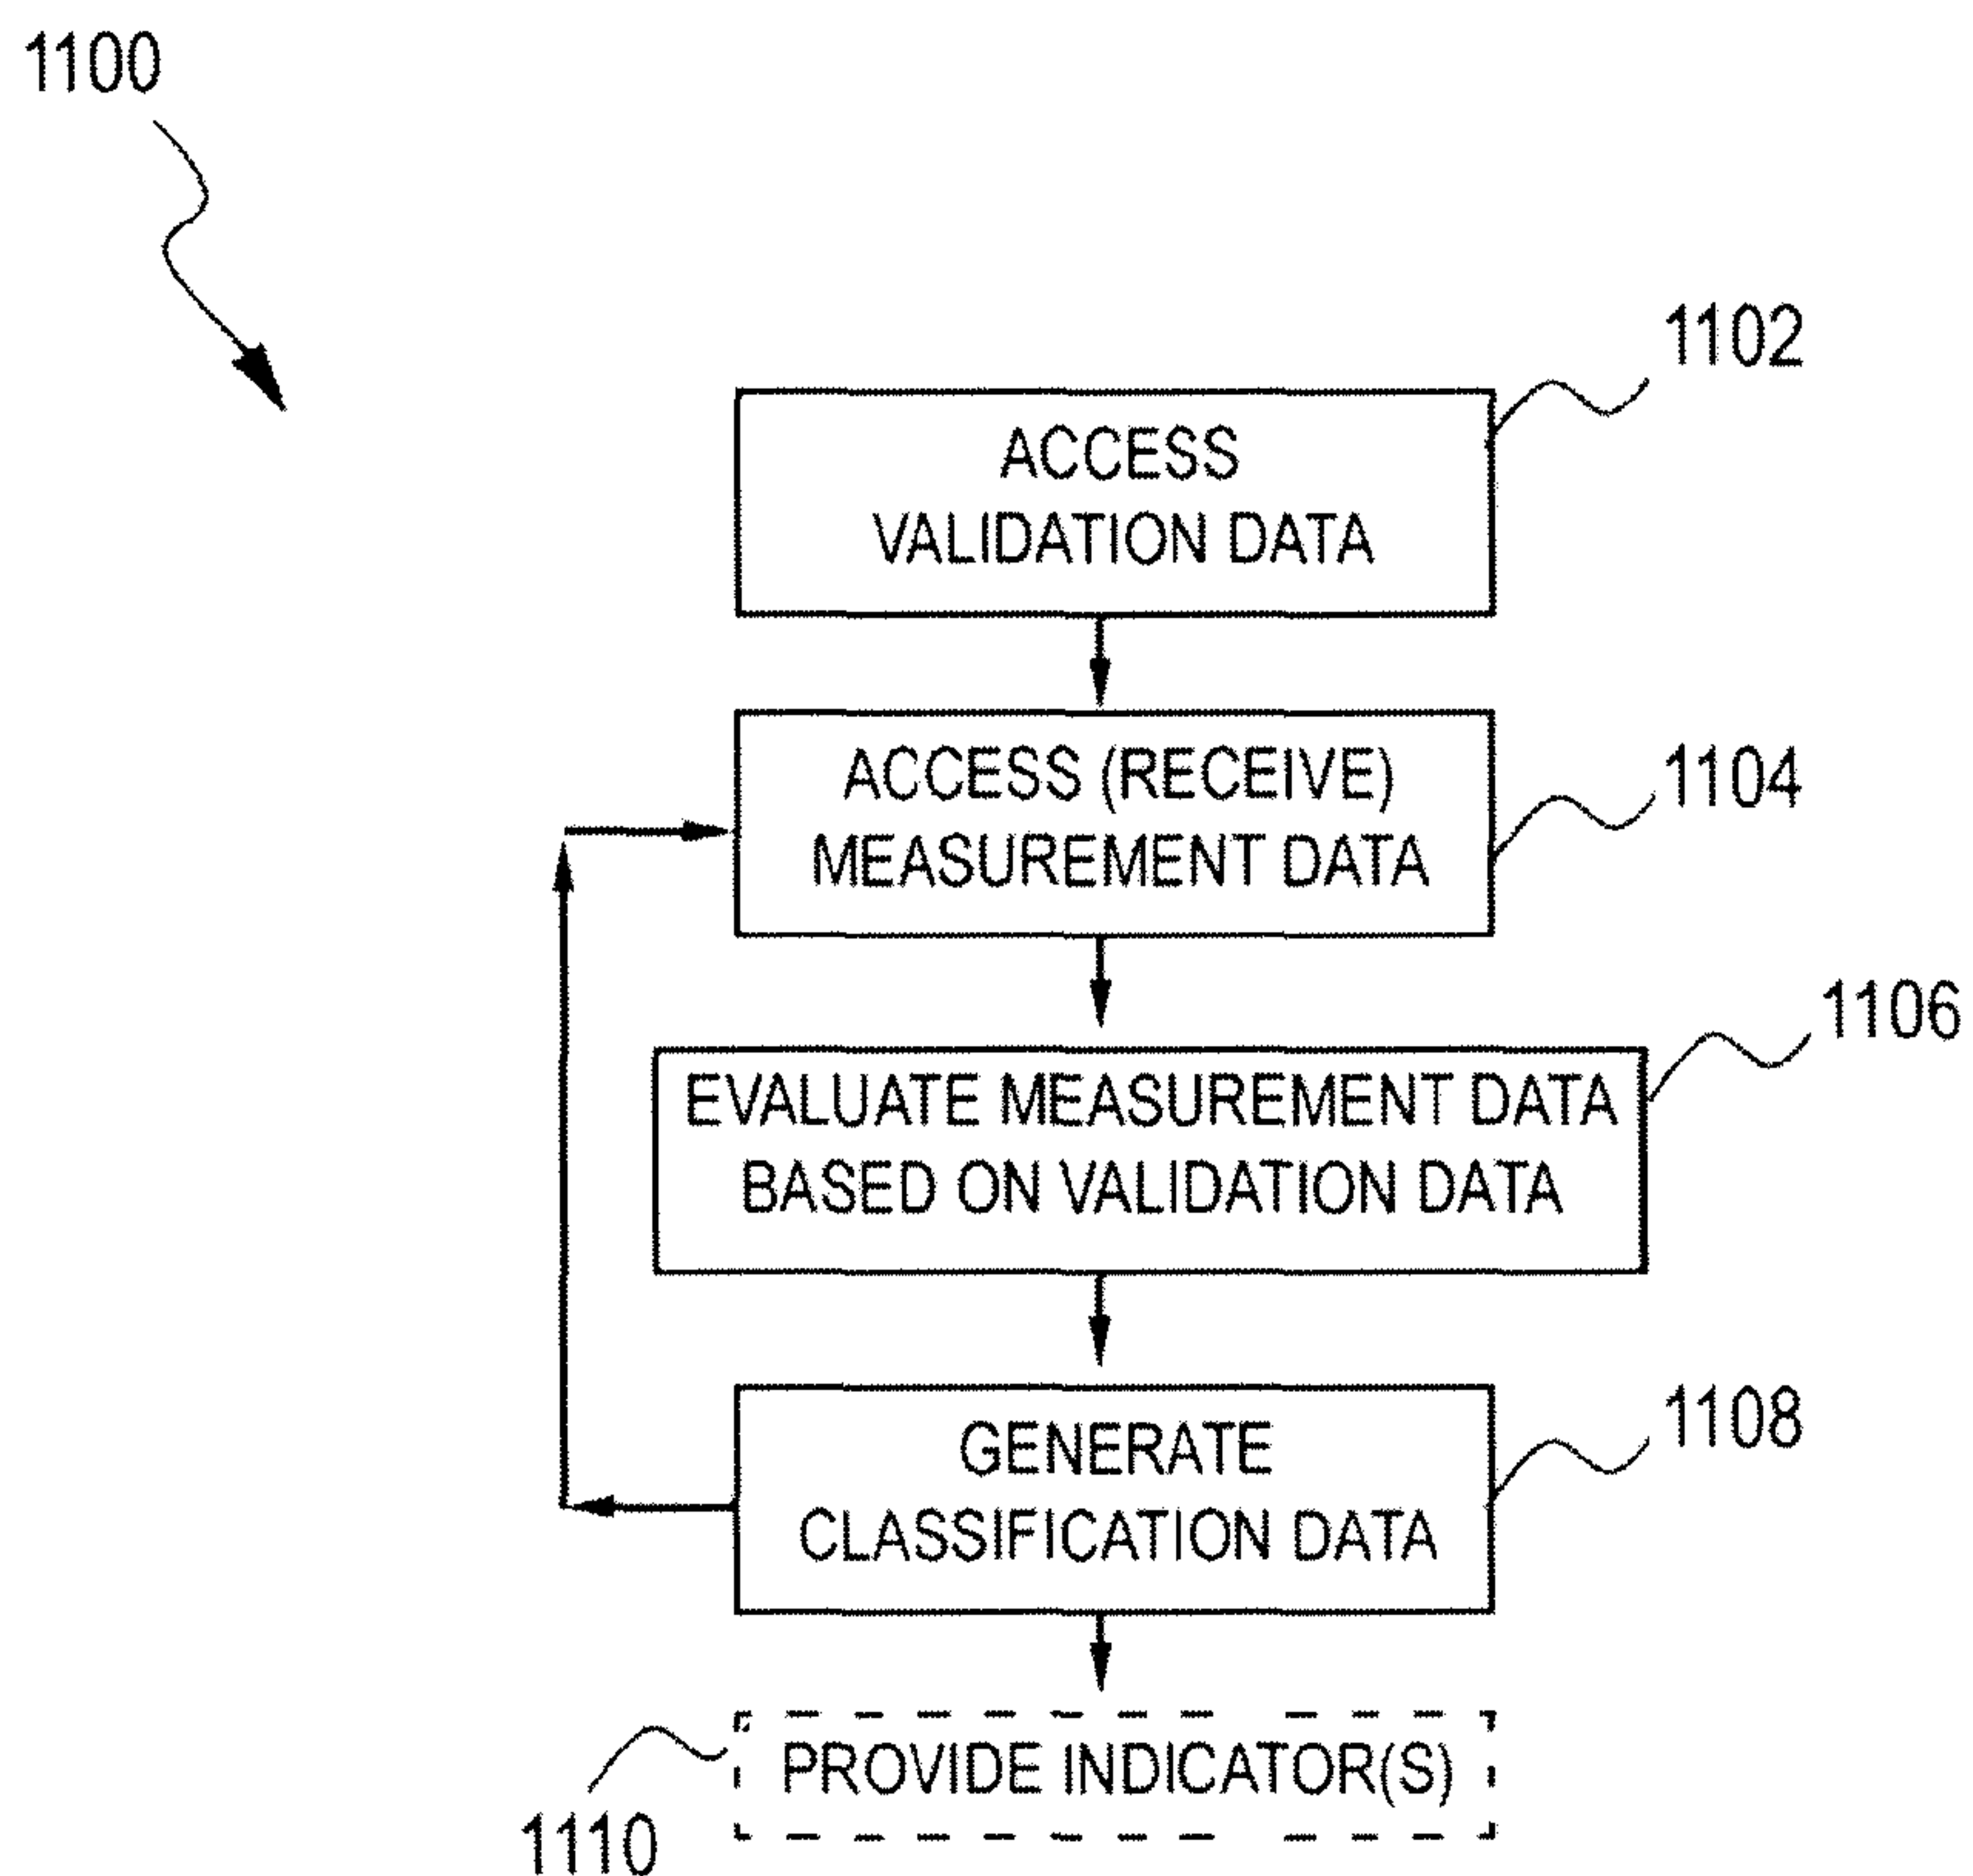 1100
1102
ACCESS
VALIDATION DATA
ACCESS (RECEIVE)
MEASUREMENT DATA
1104
1106
EVALUATE MEASUREMENT DATA
BASED ON VALIDATION DATA
1108
GENERATE
CLASSIFICATION DATA
PROVIDE INDICATOR(S)
1110